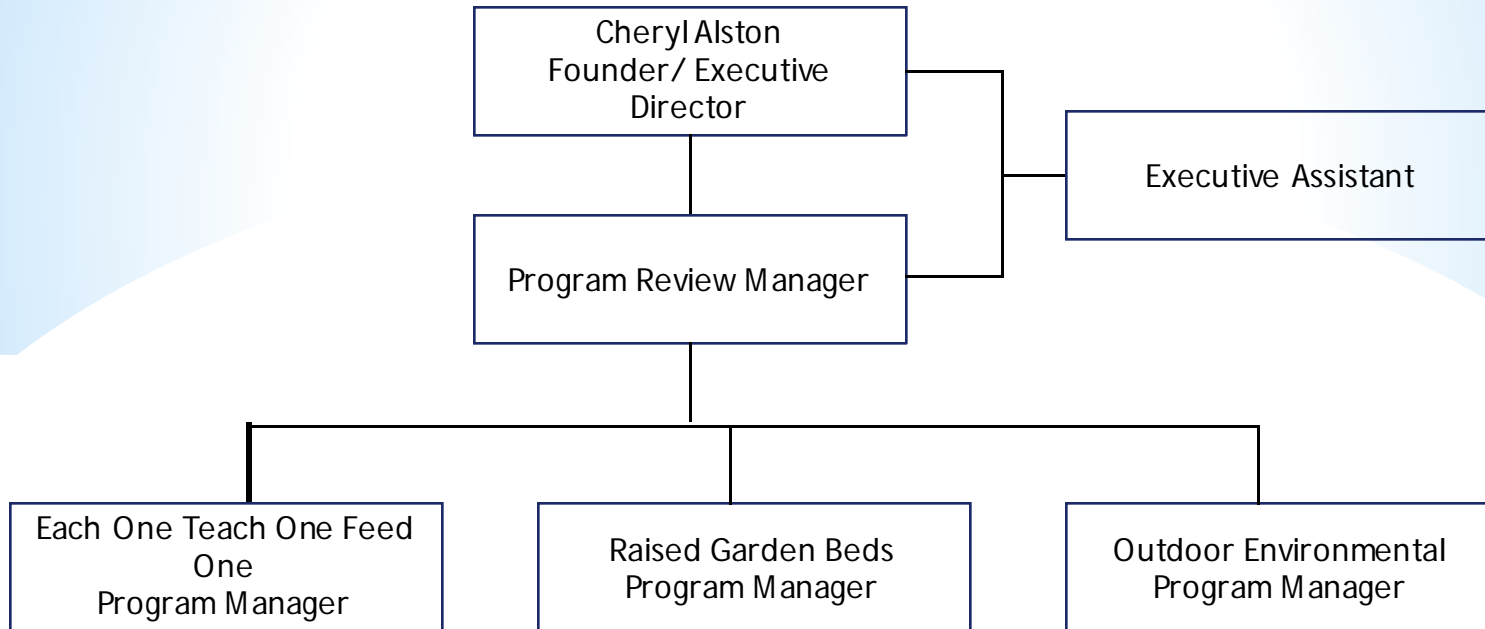 Cheryl Alston
Founder/ Executive
Director
Executive Assistant
Program Review Manager
Each One Teach One Feed
One
Program Manager
Raised Garden Beds
Program Manager
Outdoor Environmental
Program Manager